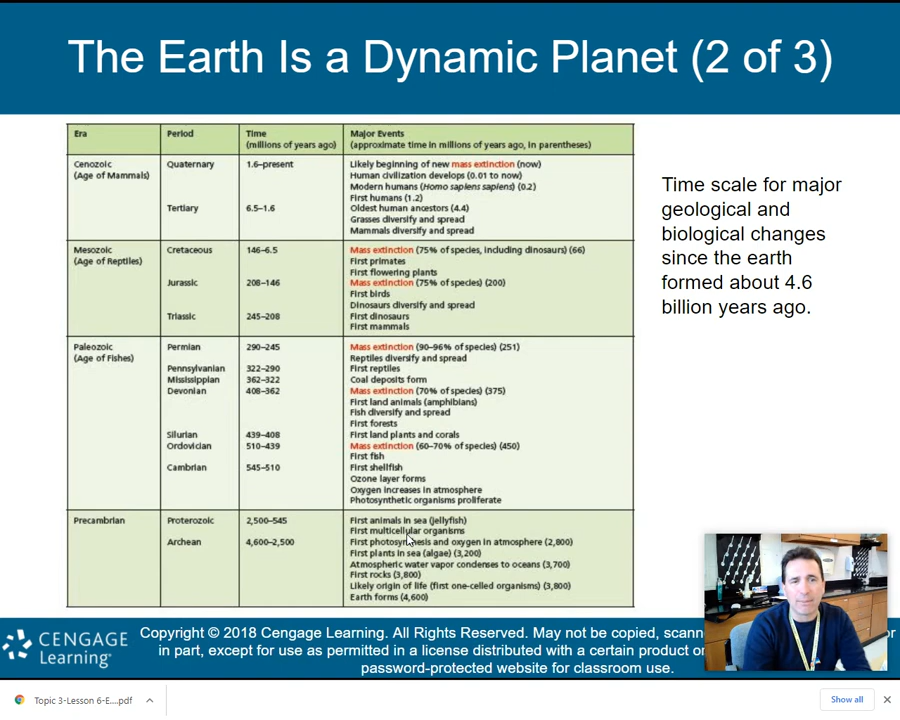 The Earth Is a Dynamic Planet (2 of 3)
Era Period Time Major Events
(millions of years ago) (approximate time in millions of years ago, in parentheses)
Cenozoic Quaternary 1.6–present Likely beginning of new mass extinction (now)
(Age of Mammals) Human civilization develops (0.01 to now)
Modern humans (Homo sapiens sapiens) (0.2)
First humans (1.2)
Tertiary 6.5–1.6 Oldest human ancestors (4.4)
Grasses diversify and spread
Mammals diversify and spread
Mesozoic Cretaceous 146–6.5 Mass extinction (75% of species, including dinosaurs) (66)
(Age of Reptiles) First primates
First flowering plants
Jurassic 208–146 Mass extinction (75% of species) (200)
First birds
Dinosaurs diversify and spread
Triassic 245–208 First dinosaurs
First mammals
Paleozoic Permian 290–245 Mass extinction (90–96% of species) (251)
(Age of Fishes) Reptiles diversify and spread
Pennsylvanian 322–290 First reptiles
Mississippian 362–322 Coal deposits form
Devonian 408–362 Mass extinction (70% of species) (375)
First land animals (amphibians)
Fish diversify and spread
First forests
Silurian 439–408 First land plants and corals
Ordovician 510–439 Mass extinction (60–70% of species) (450)
First fish
Cambrian 545–510 First shellfish
Ozone layer forms
Oxygen increases in atmosphere
Photosynthetic organisms proliferate
Precambrian Proterozoic 2,500–545 First animals in sea (jellyfish)
First multicellular organisms
Archean 4,600–2,500 First photosynthesis and oxygen in atmosphere (2,800)
First plants in sea (algae) (3,200)
Atmospheric water vapor condenses to oceans (3,700)
First rocks (3,800)
Likely origin of life (first one-celled organisms) (3,800)
Earth forms (4,600)
Time scale for major
geological and
biological changes
since the earth
formed about 4.6
billion years ago.
CENGAGE
Learning
Copyright © 2018 Cengage Learning. All Rights Reserved. May not be copied, scann
in part, except for use as permitted in a license distributed with a certain product or
password-protected website for classroom use.
Topic 3-Lesson 6-E....pdf
Show all